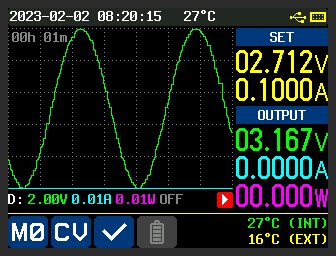 2023-02-02 08:20:15 27°C
00h 01m
SET
02.712V
0.1000A
OUTPUT
03.167V
0.0000A
00.000W
D: 2.00V 0.01A 0.01W OFF
M0 CV
27°C (INT)
16°C (EXT)